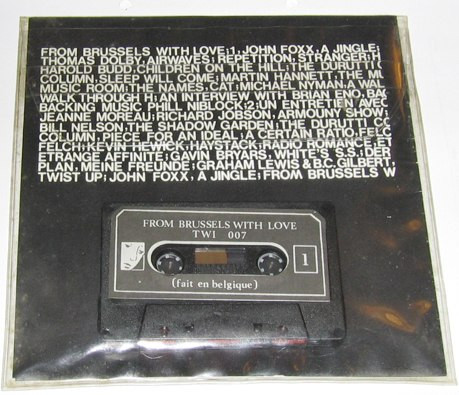 FROM BRUSSELS WITH LOVE:1..JOHN FOXX, A JINGLE;
THOMAS DOLBY, AIRWAVES; REPETITION, STRANGER; H
HAROLD BUDD; CHILDREN ON THE HILL; THE DURUTTI
COLUMN, SLEEP WILL COME; MARTIN HANNETT, THE MU
MUSIC ROOM; THE NAMES, CAT; MICHAEL NYMAN, A WAL
WALK THROUGH H; AN INTERVIEW WITH BRIAN ENO, BAC
BACKING MUSIC PHILL NIBLOCK; 2: UN ENTRETIEN AVEC
JEANNE MOREAU; RICHARD JOBSON, ARMOUNY SHOW
BILL NELSON, THE SHADOW GARDEN; THE DURUTTI CO
COLUMN, PIECE FOR AN IDEAL; A CERTAIN RATIO, FELC
FELCH; KEVIN HEWICK, HAYSTACK; RADIO ROMANCE, ET
ETRANGE AFFINITE; GAVIN BRYARS, WHITE'S S.S; DER
PLAN, MEINE FREUNDE; GRAHAM LEWIS & B.C. GILBERT,
TWIST UP; JOHN FOXX, A JINGLE; FROM BRUSSELS W
FROM BRUSSELS WITH LOVE
TWI 007
1
(fait en belgique)